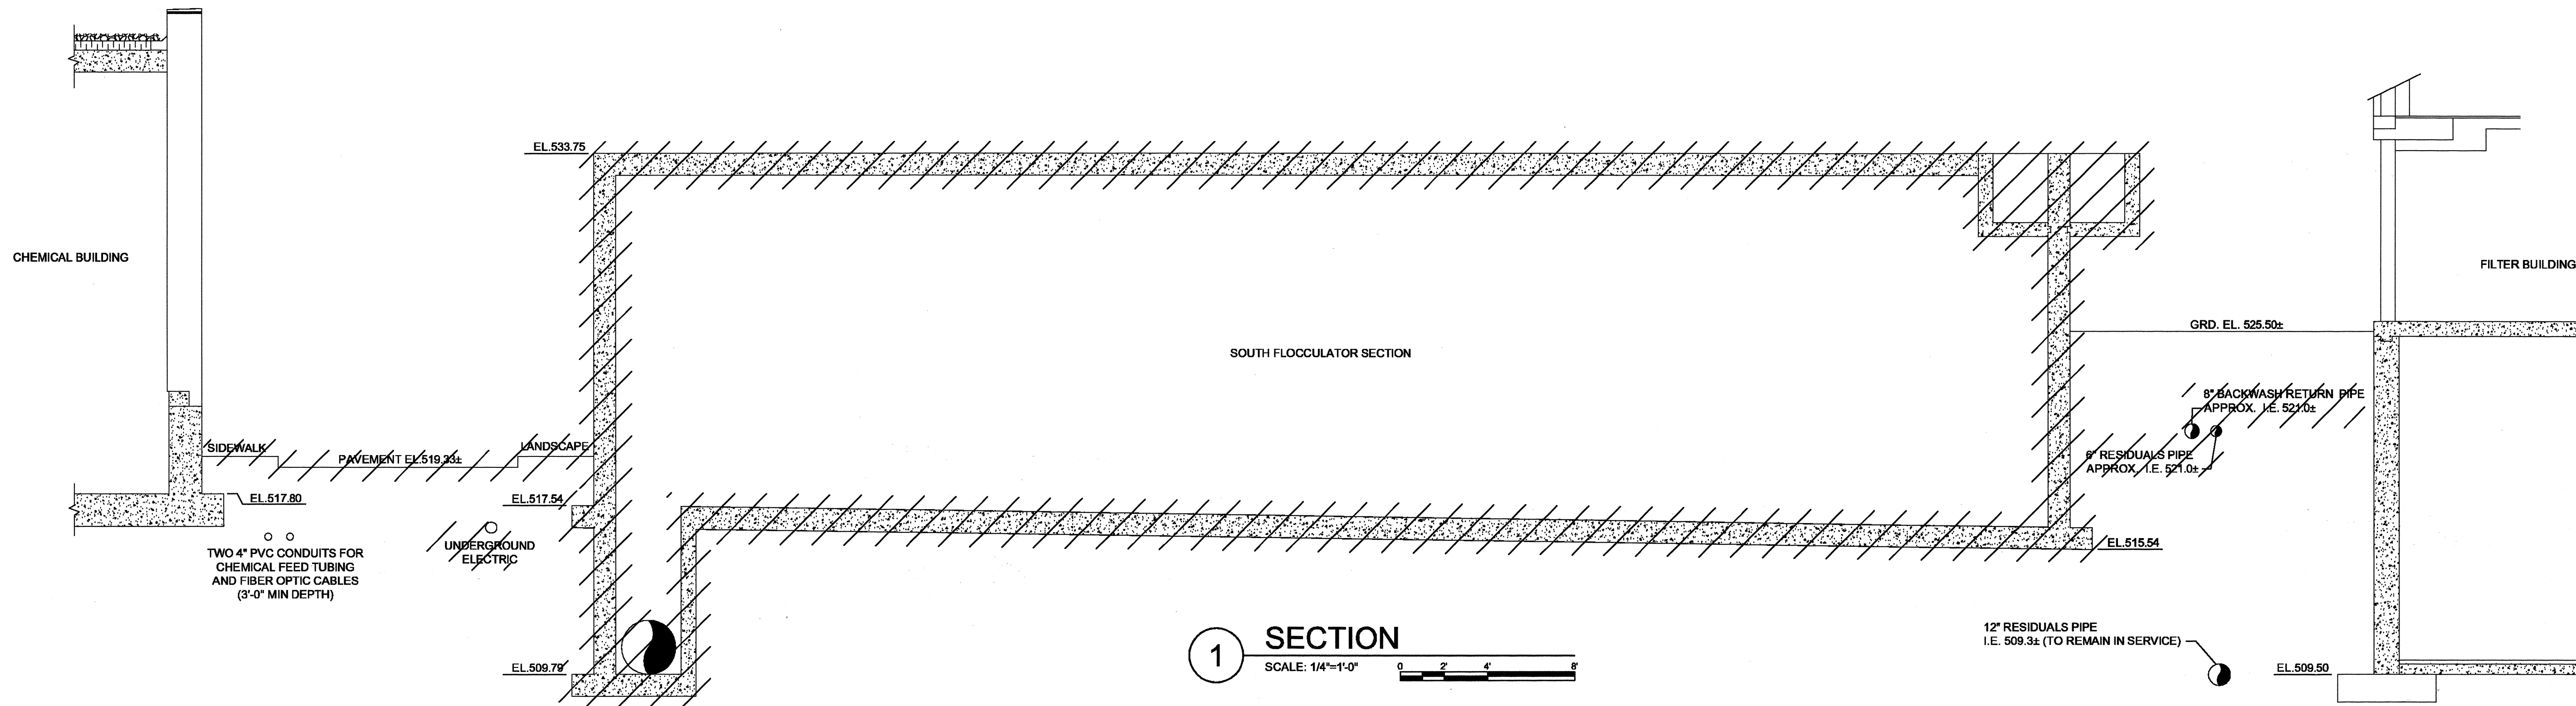 EL.533.75
CHEMICAL BUILDING
FILTER BUILDING
GRD. EL. 525.50±
SOUTH FLOCCULATOR SECTION
8" BACKWASH RETURN PIPE
APPROX. I.E. 521.0±
SIDEWALK
PAVEMENT EL.519.33±
LANDSCAPE
6" RESIDUALS PIPE
APPROX. I.E. 521.0±
EL.517.80
EL.517.54
TWO 4" PVC CONDUITS FOR
CHEMICAL FEED TUBING
AND FIBER OPTIC CABLES
(3'-0" MIN DEPTH)
UNDERGROUND
ELECTRIC
EL.515.54
12" RESIDUALS PIPE
I.E. 509.3± (TO REMAIN IN SERVICE)
EL.509.79
EL.509.50
1
SECTION
SCALE: 1/4"=1'-0"
0 2' 4' 8'